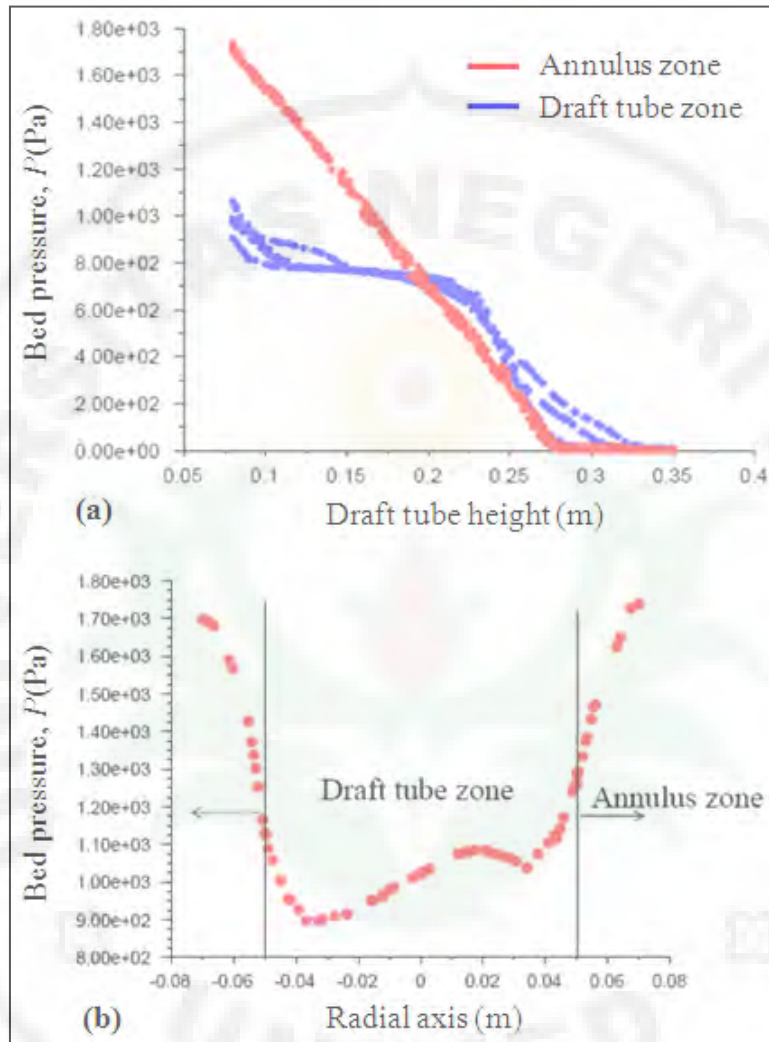 1.80e+03
1.60e+03
1.40e+03
1.20e+03
1.00e+03
8.00e+02
6.00e+02
4.00e+02
2.00e+02
0.00e+00
Bed pressure, P(Pa)
Annulus zone
Draft tube zone
0.05 0.1 0.15 0.2 0.25 0.3 0.35 0.4
(a) Draft tube height (m)
1.80e+03
1.70e+03
1.60e+03
1.50e+03
1.40e+03
1.30e+03
1.20e+03
1.10e+03
1.00e+03
9.00e+02
8.00e+02
Bed pressure, P(Pa)
Draft tube zone
Annulus zone
-0.08 -0.06 -0.04 -0.02 0 0.02 0.04 0.06 0.08
(b) Radial axis (m)
AS NEGERI